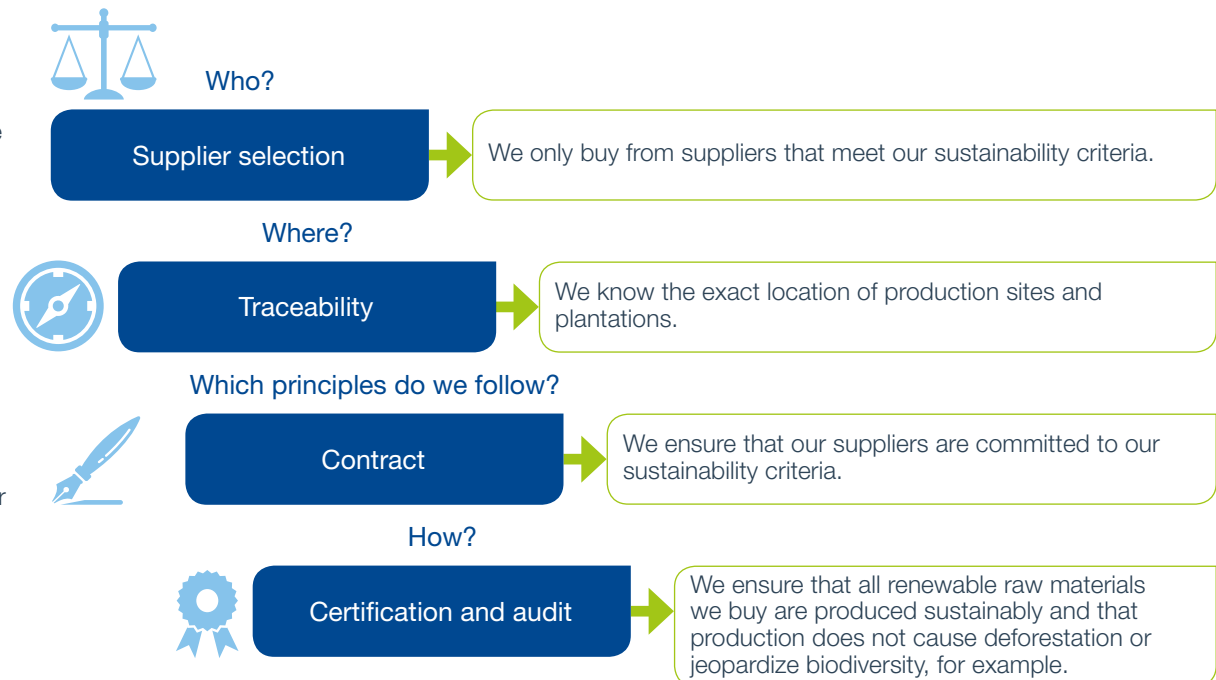 Who?
Supplier selection
We only buy from suppliers that meet our sustainability criteria.
Where?
Traceability
We know the exact location of production sites and
plantations.
Which principles do we follow?
Contract
We ensure that our suppliers are committed to our
sustainability criteria.
How?
Certification and audit
We ensure that all renewable raw materials
we buy are produced sustainably and that
production does not cause deforestation or
jeopardize biodiversity, for example.